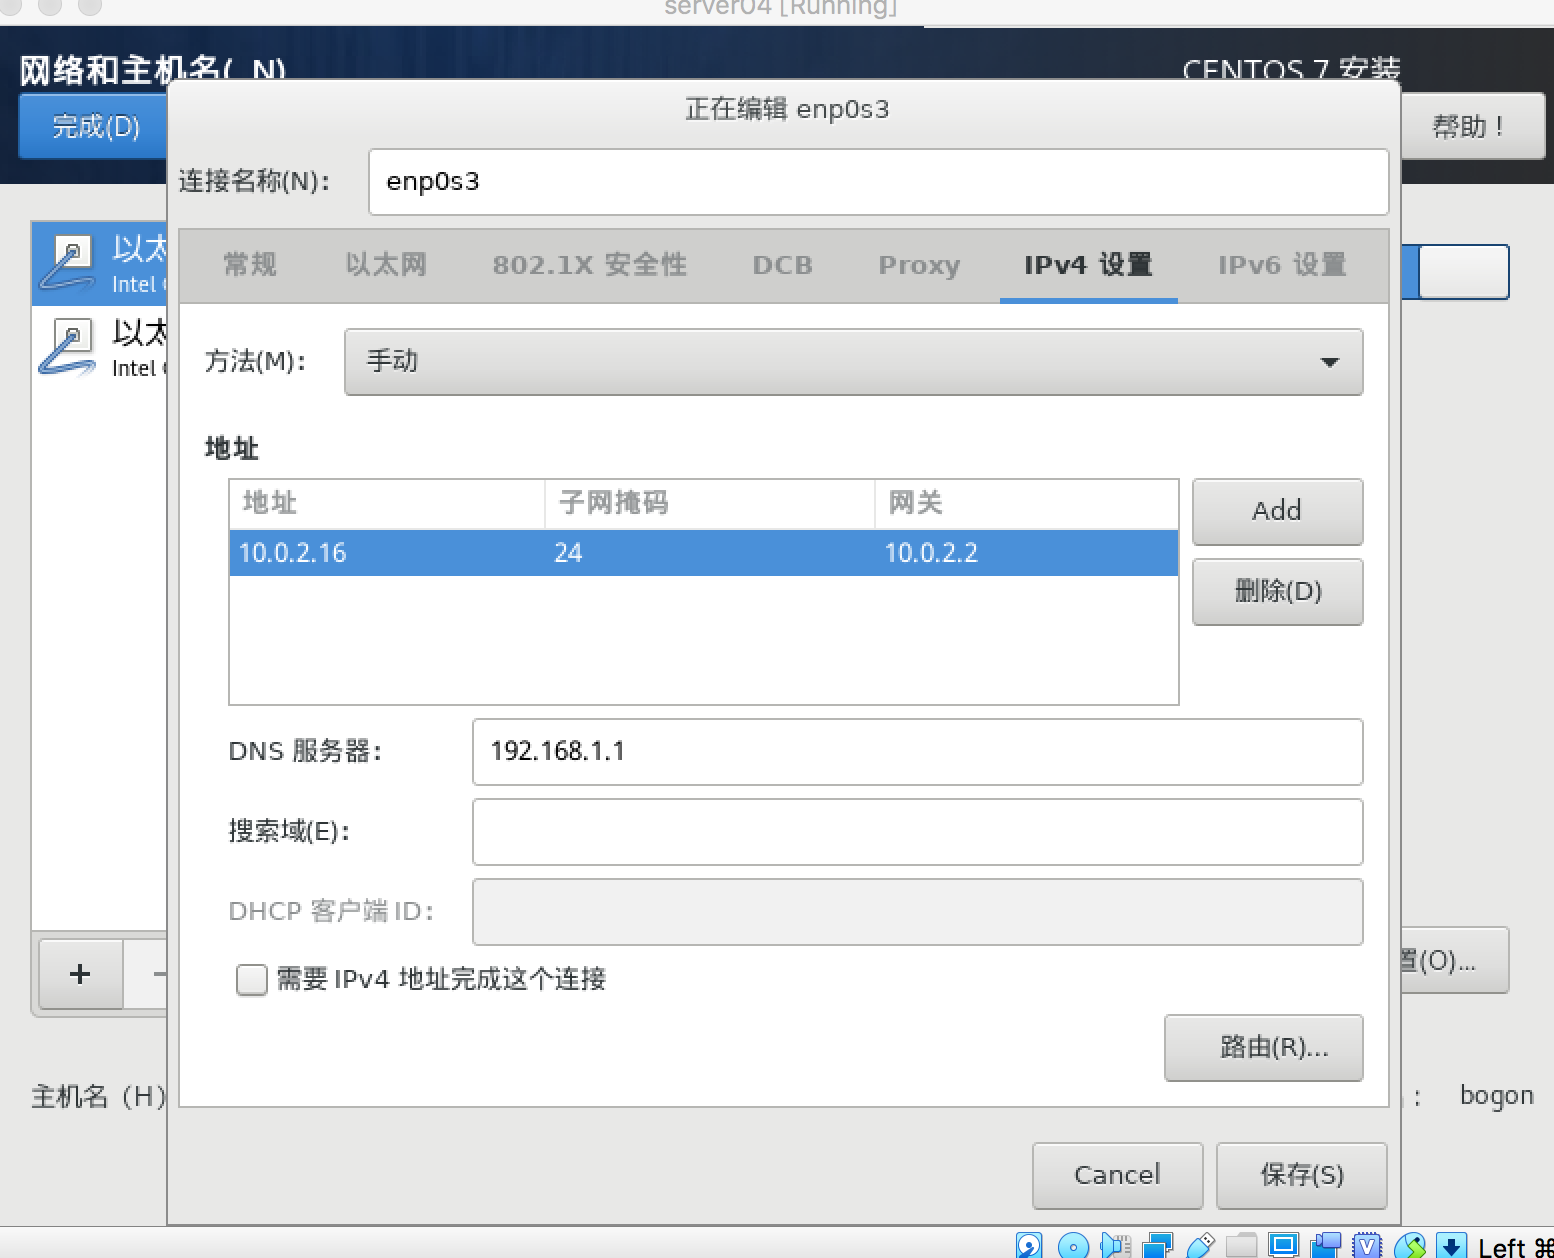 server04 [Running]
网络和主机名(_N)
CENTOS 7 安装
完成(D)
帮助！
正在编辑 enp0s3
连接名称(N)：
enp0s3
以太
Intel
以太
Intel
常规
以太网
802.1X 安全性
DCB
Proxy
IPv4 设置
IPv6 设置
方法(M)：
手动
地址
地址 子网掩码 网关
10.0.2.16 24 10.0.2.2
Add
删除(D)
DNS 服务器：
192.168.1.1
搜索域(E)：
DHCP 客户端 ID：
需要 IPv4 地址完成这个连接
路由(R)...
+
−
置(O)...
主机名（H）
：
bogon
Cancel
保存(S)
Left ⌘